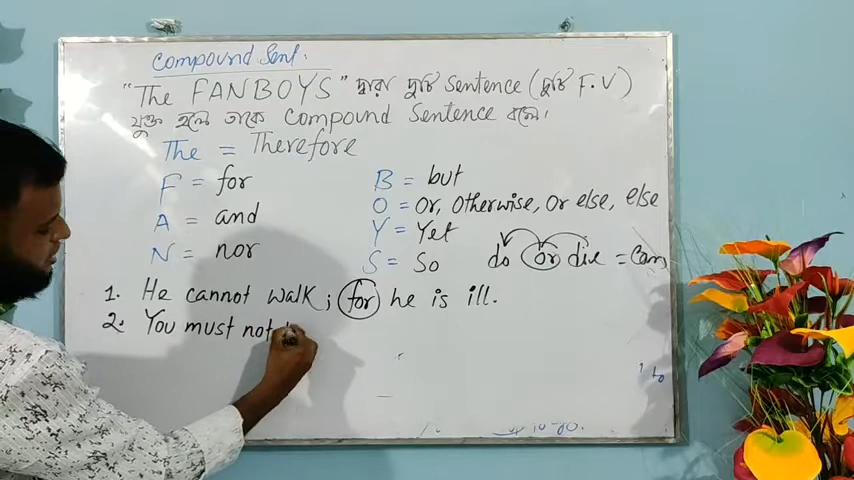 Compound Sent.
"The FANBOYS" দ্বারা দুটি Sentence (দুটি F.V)
যুক্ত হলে তাকে Compound Sentence বলে।
The = Therefore
F = for
A = and
N = nor
B = but
O = Or, Otherwise, Or else, else
Y = Yet
S = So
do or die = Com
1. He cannot walk; for he is ill.
2. You must not